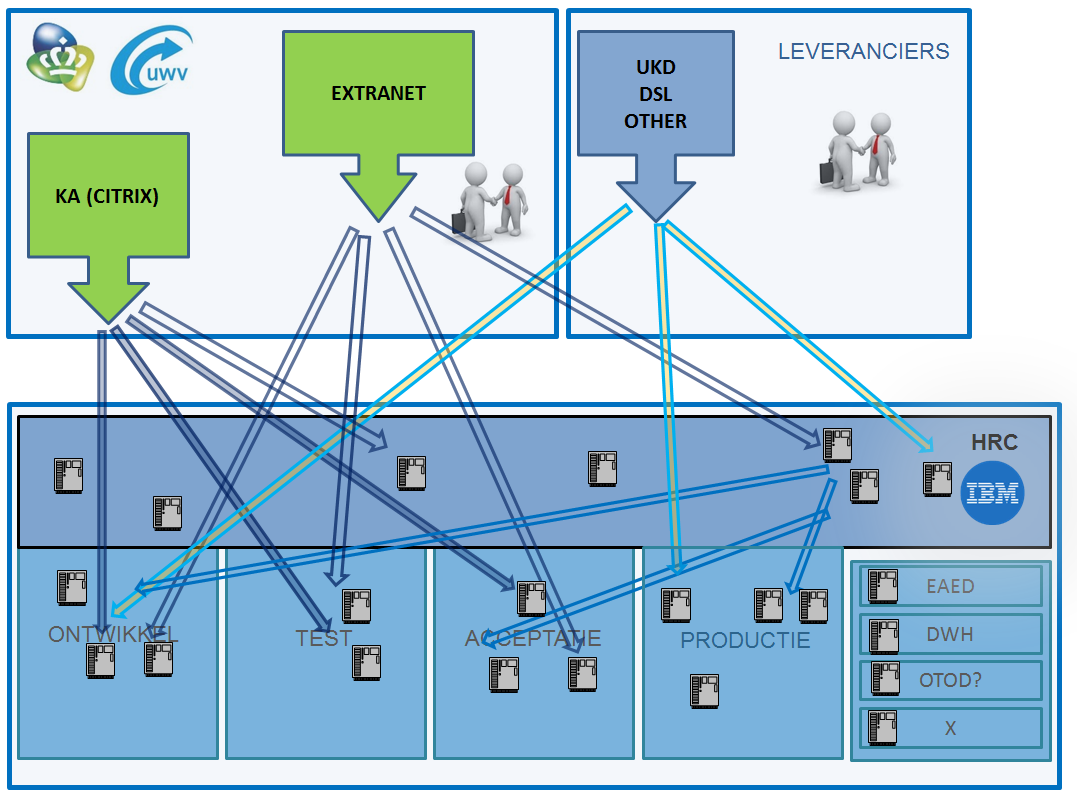 uwv
EXTRANET
KA (CITRIX)
UKD
DSL
OTHER
LEVERANCIERS
HRC
IBM
ONTWIKKEL
TEST
ACCEPTATIE
PRODUCTIE
EAED
DWH
OTOD?
X